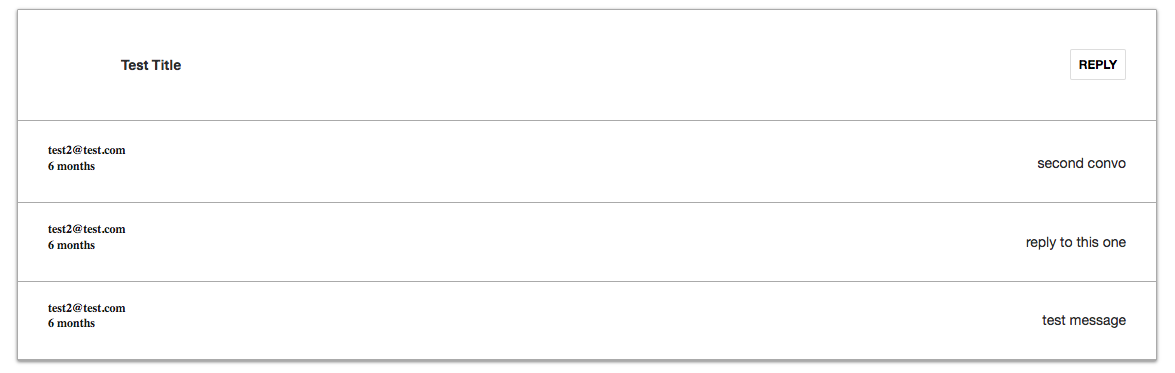 Test Title
REPLY
test2@test.com
6 months
second convo
test2@test.com
6 months
reply to this one
test2@test.com
6 months
test message